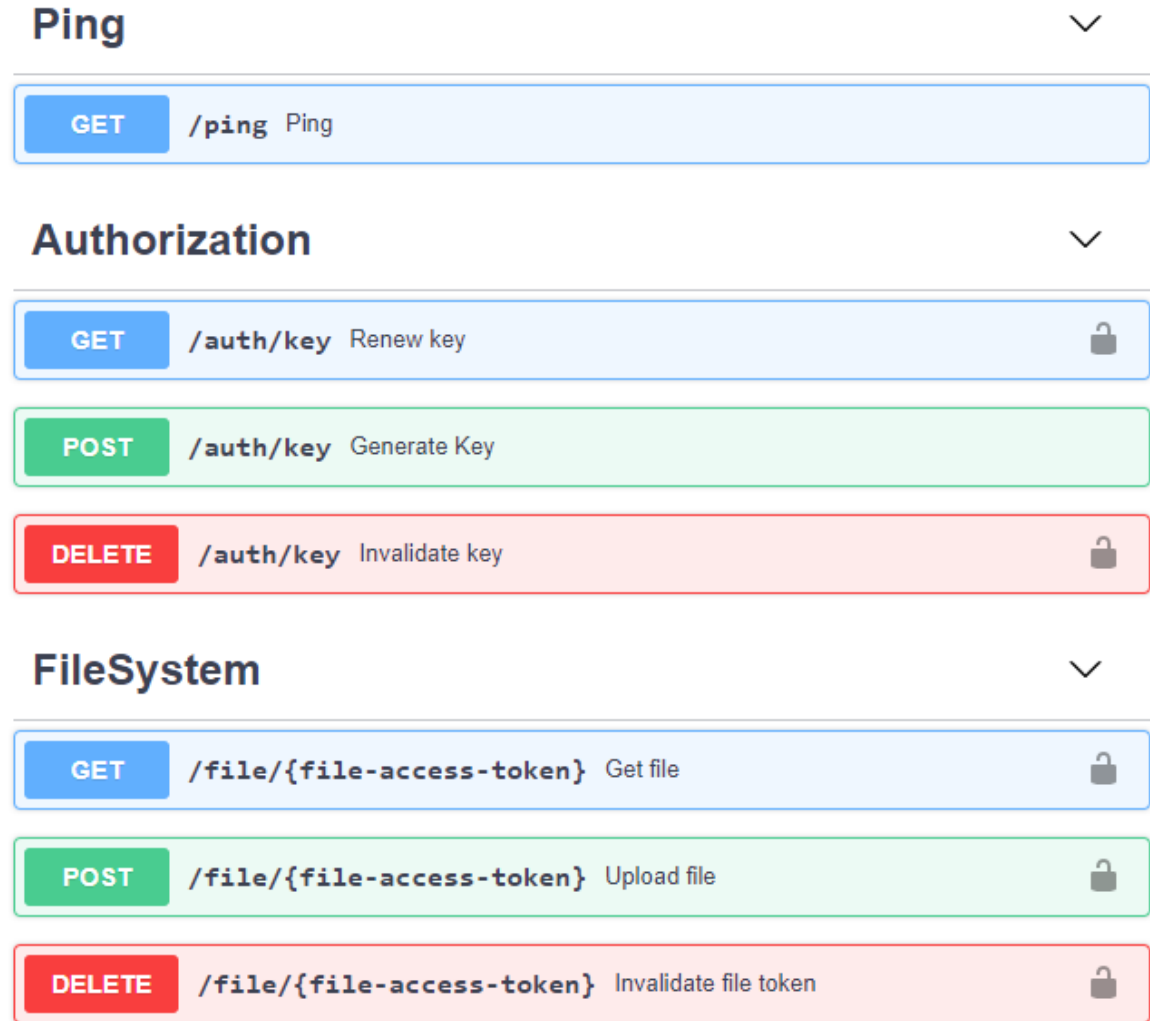 Ping
GET /ping Ping
Authorization
GET /auth/key Renew key
POST /auth/key Generate Key
DELETE /auth/key Invalidate key
FileSystem
GET /file/{file-access-token} Get file
POST /file/{file-access-token} Upload file
DELETE /file/{file-access-token} Invalidate file token